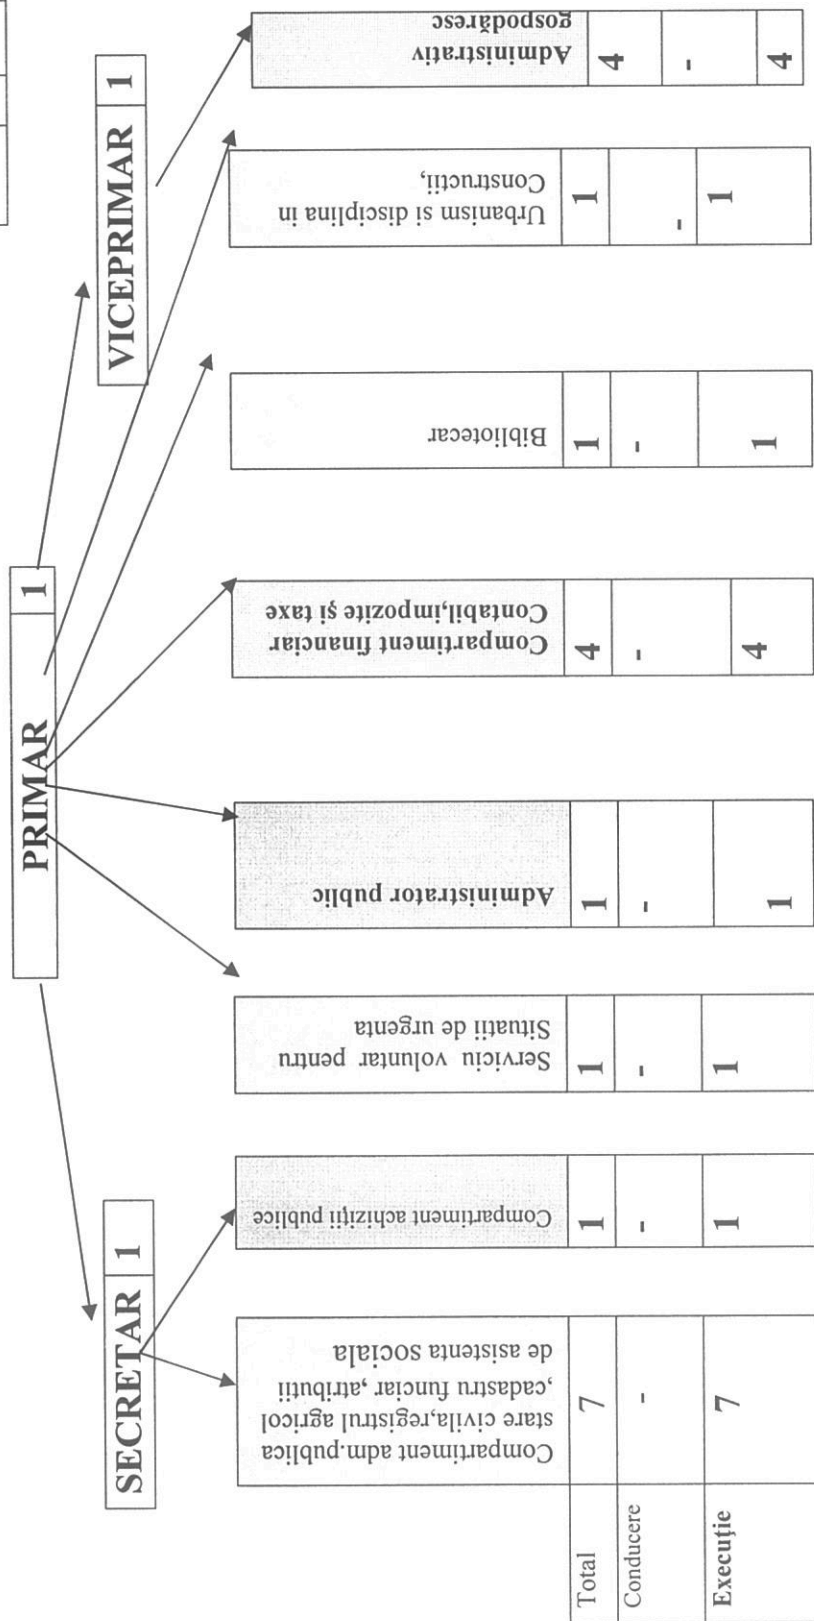 PRIMAR 1
SECRETAR 1
VICEPRIMAR 1
Compartiment adm.publica
stare civila,registrul agricol
,cadastru funciar ,atributii
de asistenta sociala
Compartiment achiziții publice
Serviciu voluntar pentru
Situatii de urgenta
Administrator public
Compartiment financiar
Contabil,impozite și taxe
Bibliotecar
Urbanism si disciplina in
Constructii,
Administrativ
gospodăresc
Total 7 1 1 1 4 1 1 4
Conducere - - - - - - - -
Execuție 7 1 1 1 4 1 1 4